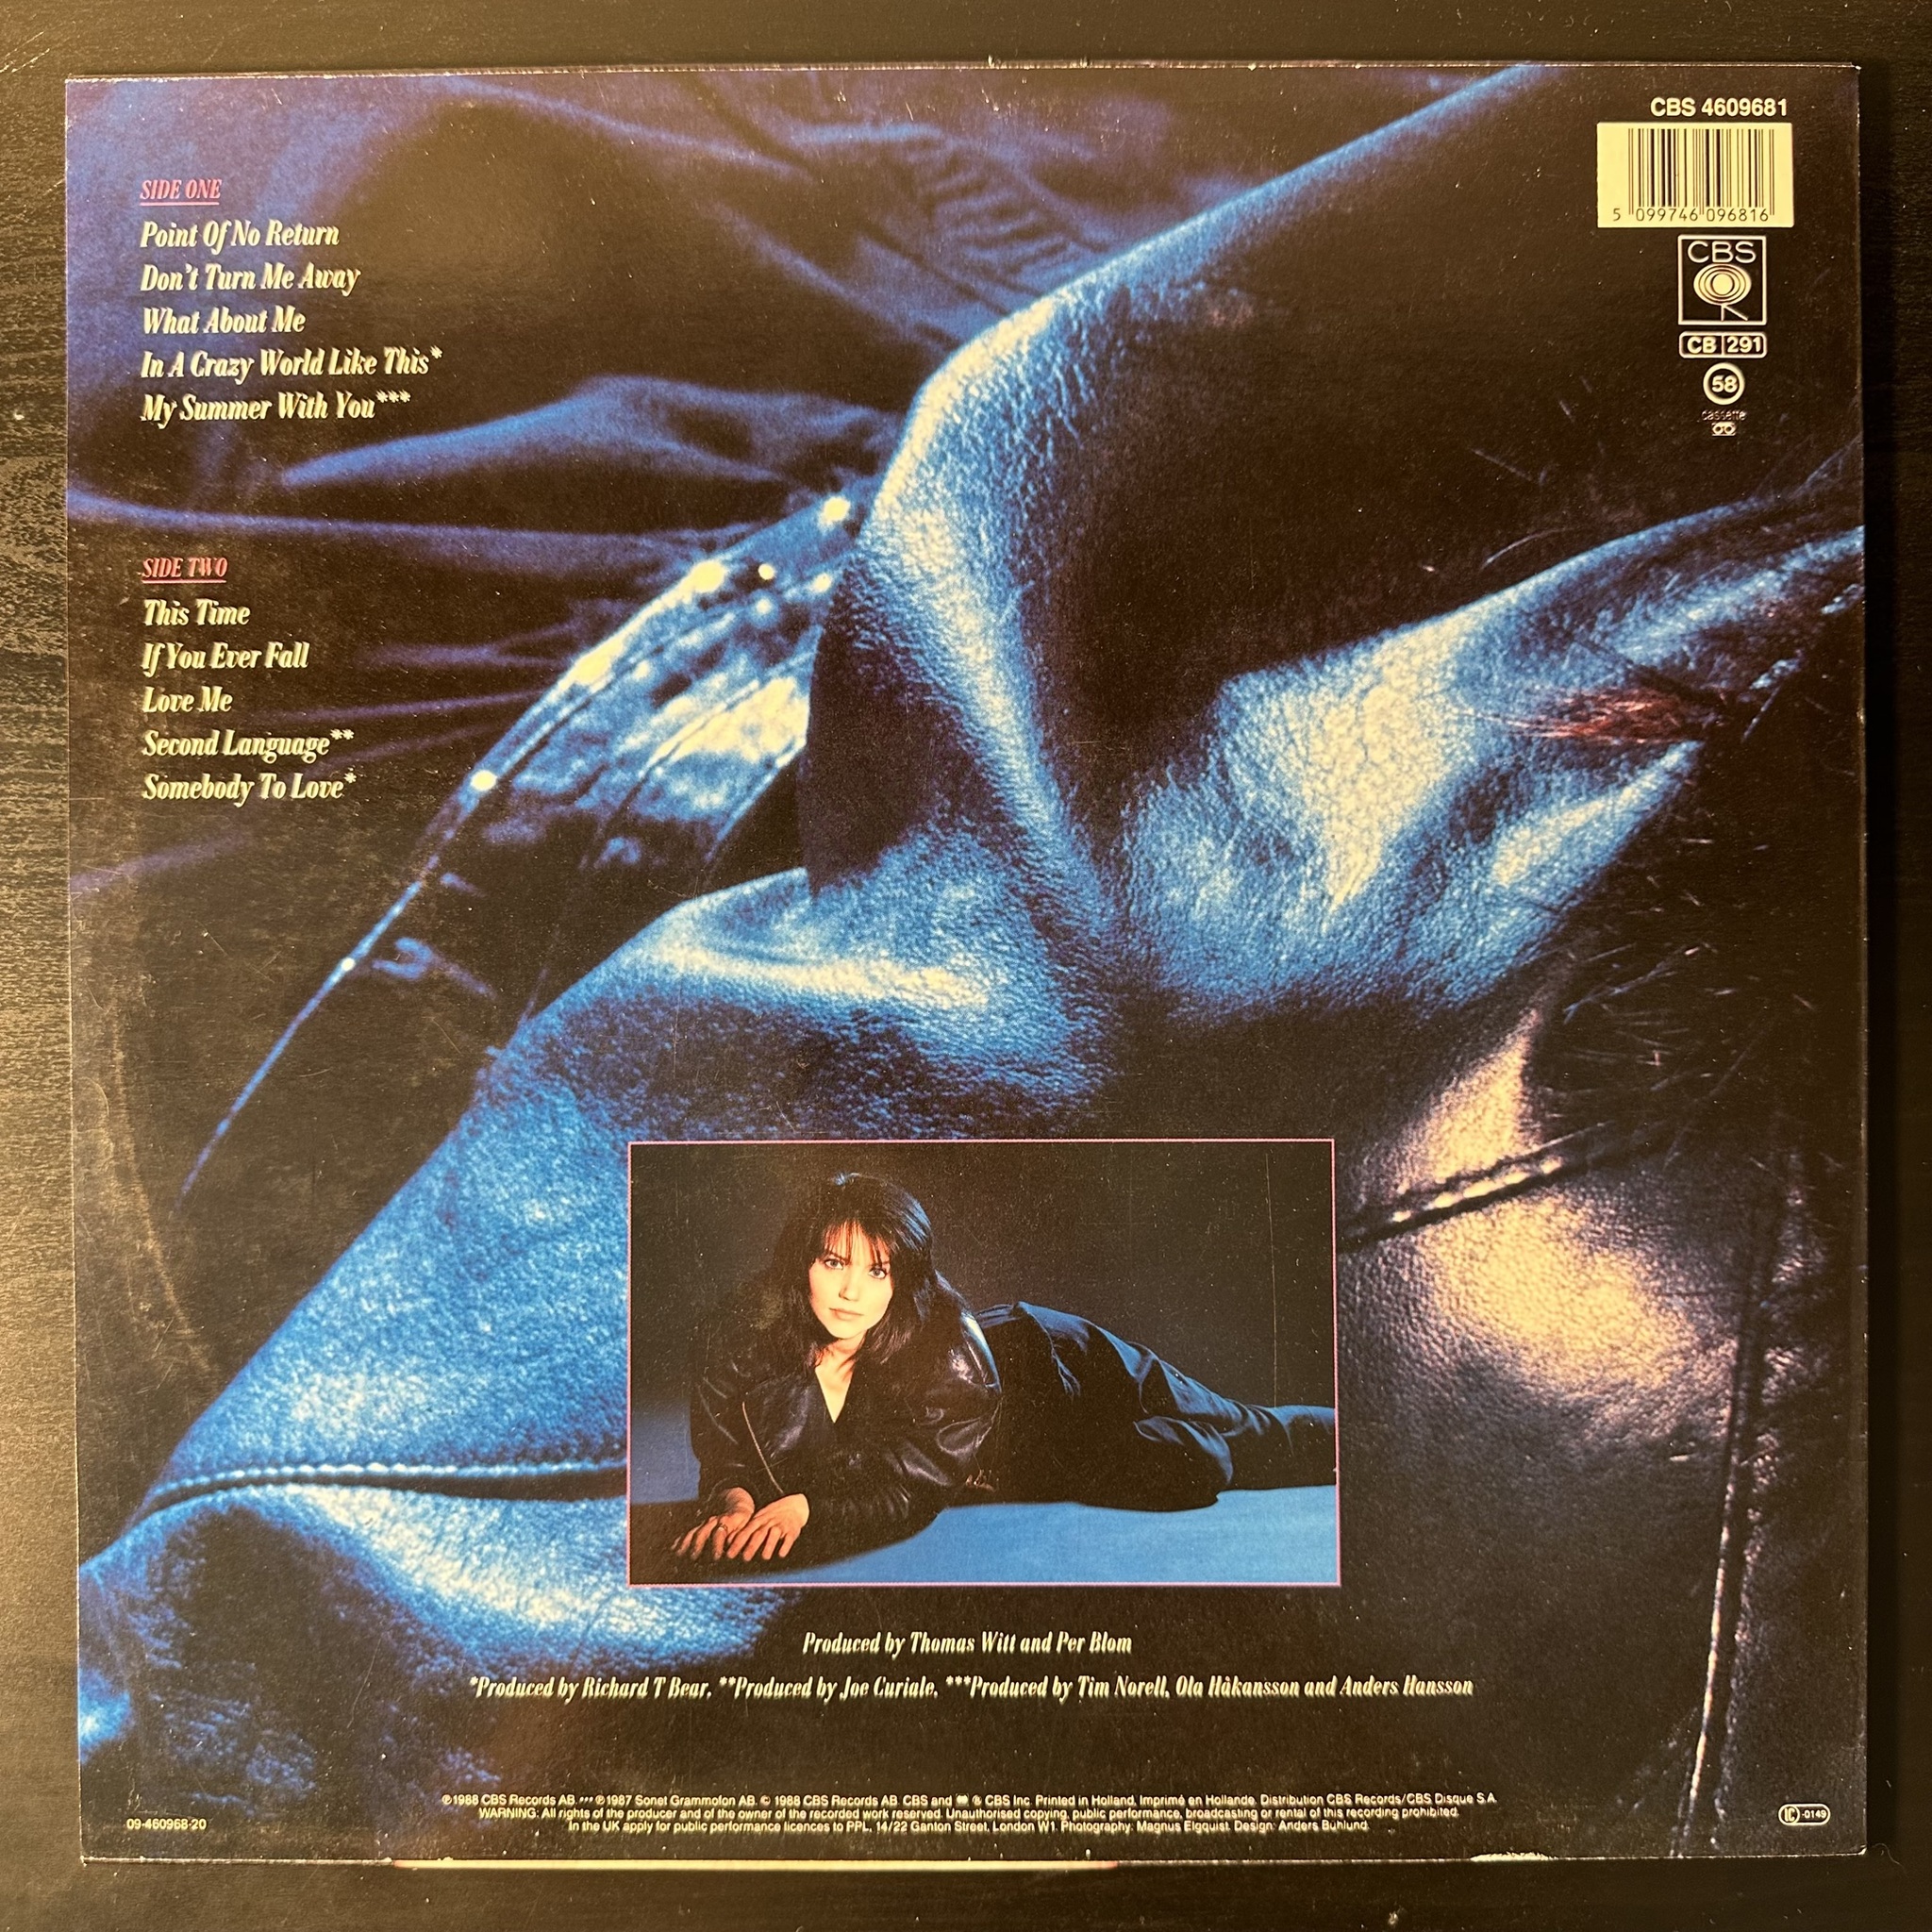 CBS 4609681
5 099746 096816
CBS
CB 291
58
cassette
SIDE ONE
Point Of No Return
Don't Turn Me Away
What About Me
In A Crazy World Like This*
My Summer With You***
SIDE TWO
This Time
If You Ever Fall
Love Me
Second Language**
Somebody To Love*
Produced by Thomas Witt and Per Blom
*Produced by Richard T Bear. **Produced by Joe Curiale. ***Produced by Tim Norell, Ola Håkansson and Anders Hansson
℗1988 CBS Records AB. ***℗1987 Sonet Grammofon AB. © 1988 CBS Records AB. CBS and ® CBS Inc. Printed in Holland, Imprimé en Hollande. Distribution CBS Records/CBS Disque S.A.
WARNING: All rights of the producer and of the owner of the recorded work reserved. Unauthorised copying, public performance, broadcasting or rental of this recording prohibited.
In the UK apply for public performance licences to PPL, 14/22 Ganton Street, London W1. Photography: Magnus Elgquist. Design: Anders Buhlund.
09-460968-20
IC -0149